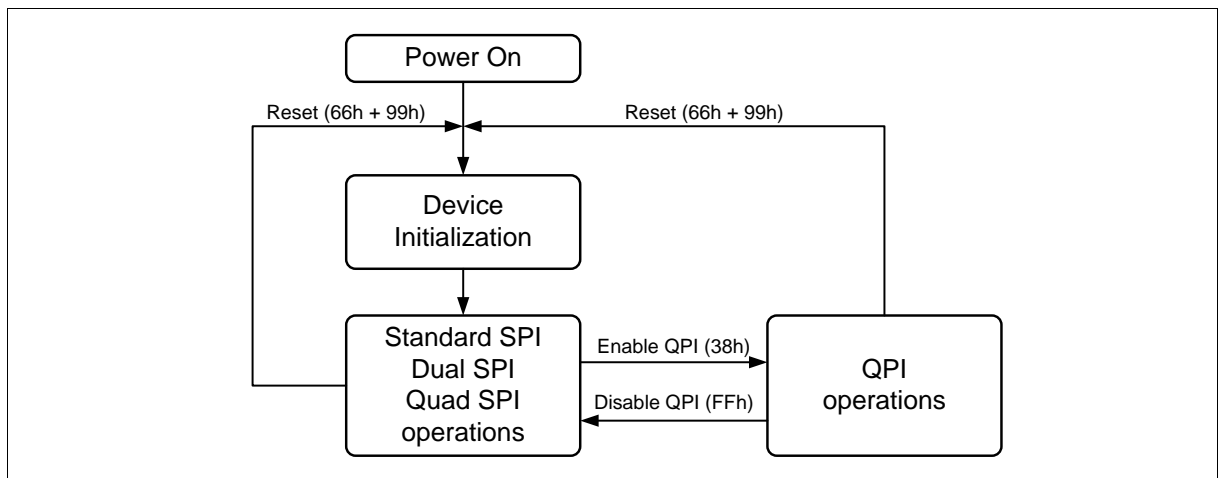 Power On
Reset (66h + 99h)
Reset (66h + 99h)
Device
Initialization
Standard SPI
Dual SPI
Quad SPI
operations
Enable QPI (38h)
Disable QPI (FFh)
QPI
operations